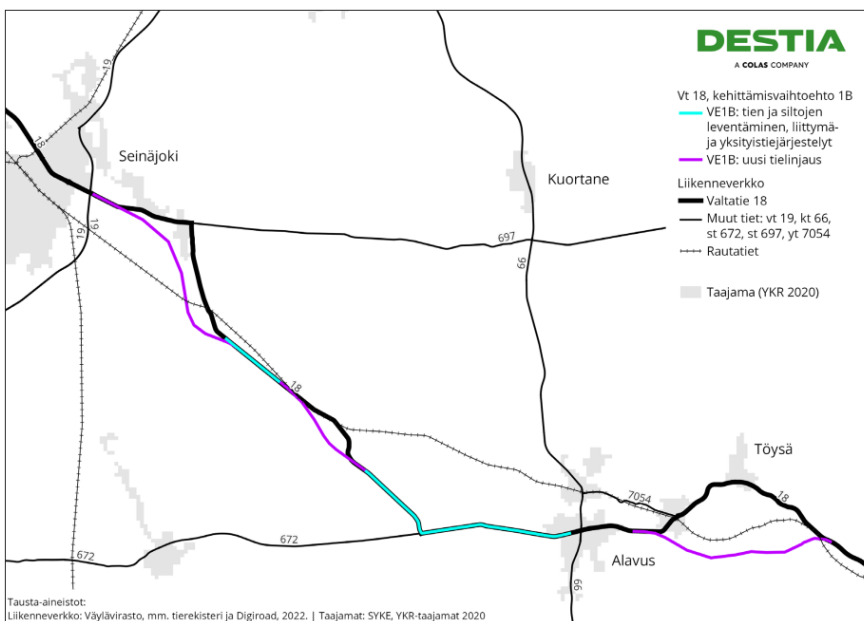 DESTIA
A COLAS COMPANY
Vt 18, kehittämisvaihtoehto 1B
VE1B: tien ja siltojen
leventäminen, liittymä-
ja yksityistiejärjestelyt
VE1B: uusi tielinjaus
Liikenneverkko
Valtatie 18
Muut tiet: vt 19, kt 66,
st 672, st 697, yt 7054
Rautatiet
Taajama (YKR 2020)
19
18
Seinäjoki
Kuortane
19
19
697
66
18
Töysä
7054
18
672
672
Alavus
66
Tausta-aineistot:
Liikenneverkko: Väylävirasto, mm. tierekisteri ja Digiroad, 2022. | Taajamat: SYKE, YKR-taajamat 2020